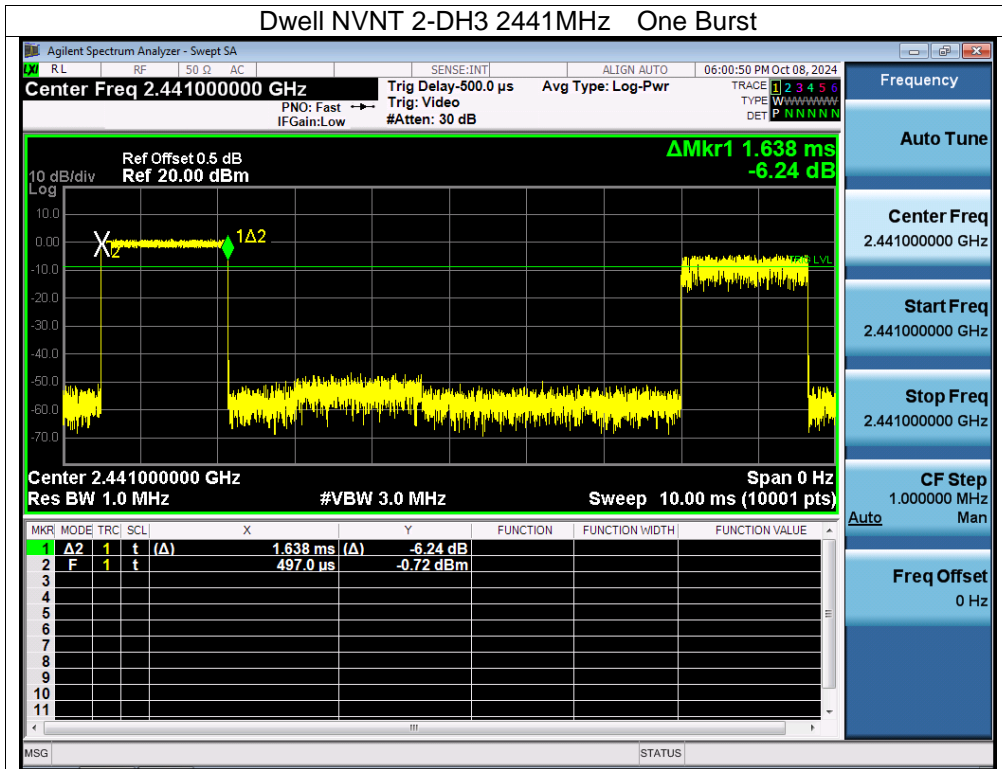 Dwell NVNT 2-DH3 2441MHz One Burst
Agilent Spectrum Analyzer - Swept SA
LXI RL RF 50 Ω AC SENSE:INT ALIGN AUTO 06:00:50 PM Oct 08, 2024
Center Freq 2.441000000 GHz Trig Delay-500.0 µs Avg Type: Log-Pwr TRACE 1 2 3 4 5 6
PNO: Fast Trig: Video TYPE WWWWWW
IFGain:Low #Atten: 30 dB DET P N N N N N
ΔMkr1 1.638 ms
-6.24 dB
Ref Offset 0.5 dB
10 dB/div Ref 20.00 dBm
Log
10.0
0.00
-10.0
-20.0
-30.0
-40.0
-50.0
-60.0
-70.0
X2
1Δ2
TRIG LVL
Center 2.441000000 GHz Span 0 Hz
Res BW 1.0 MHz #VBW 3.0 MHz Sweep 10.00 ms (10001 pts)
MKR MODE TRC SCL X Y FUNCTION FUNCTION WIDTH FUNCTION VALUE
1 Δ2 1 t (Δ) 1.638 ms (Δ) -6.24 dB
2 F 1 t 497.0 µs -0.72 dBm
3
4
5
6
7
8
9
10
11
MSG STATUS
Frequency
Auto Tune
Center Freq
2.441000000 GHz
Start Freq
2.441000000 GHz
Stop Freq
2.441000000 GHz
CF Step
1.000000 MHz
Auto Man
Freq Offset
0 Hz